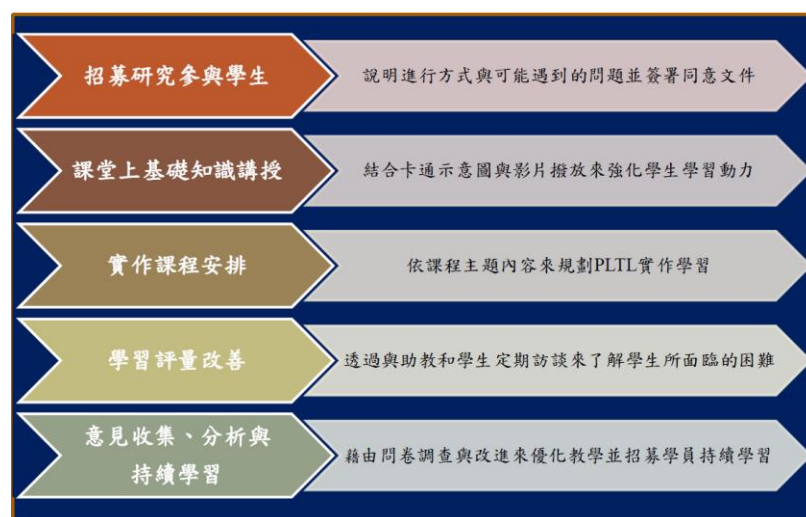 招募研究參與學生
說明進行方式與可能遇到的問題並簽署同意文件
課堂上基礎知識講授
結合卡通示意圖與影片撥放來強化學生學習動力
實作課程安排
依課程主題內容來規劃PLTL實作學習
學習評量改善
透過與助教和學生定期訪談來了解學生所面臨的困難
意見收集、分析與
持續學習
藉由問卷調查與改進來優化教學並招募學員持續學習